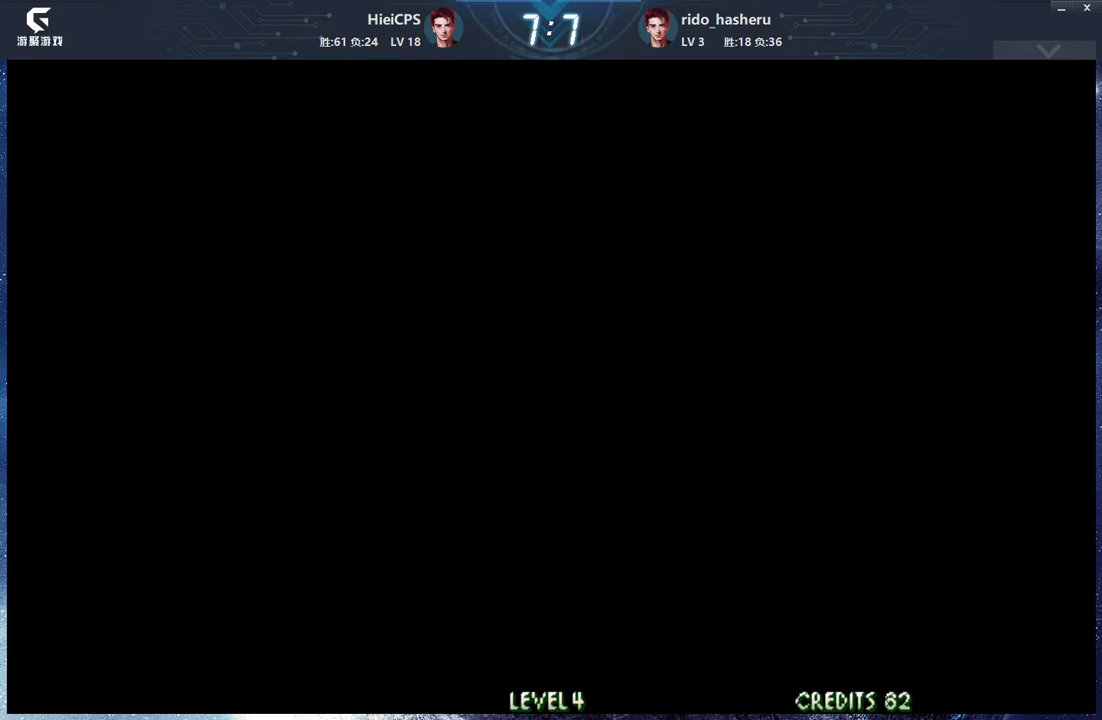 HieiCPS
7:7
rido_hasheru
游聚游戏
胜:61 负:24 LV 18
LV 3 胜:18 负:36
LEVEL 4
CREDITS 82